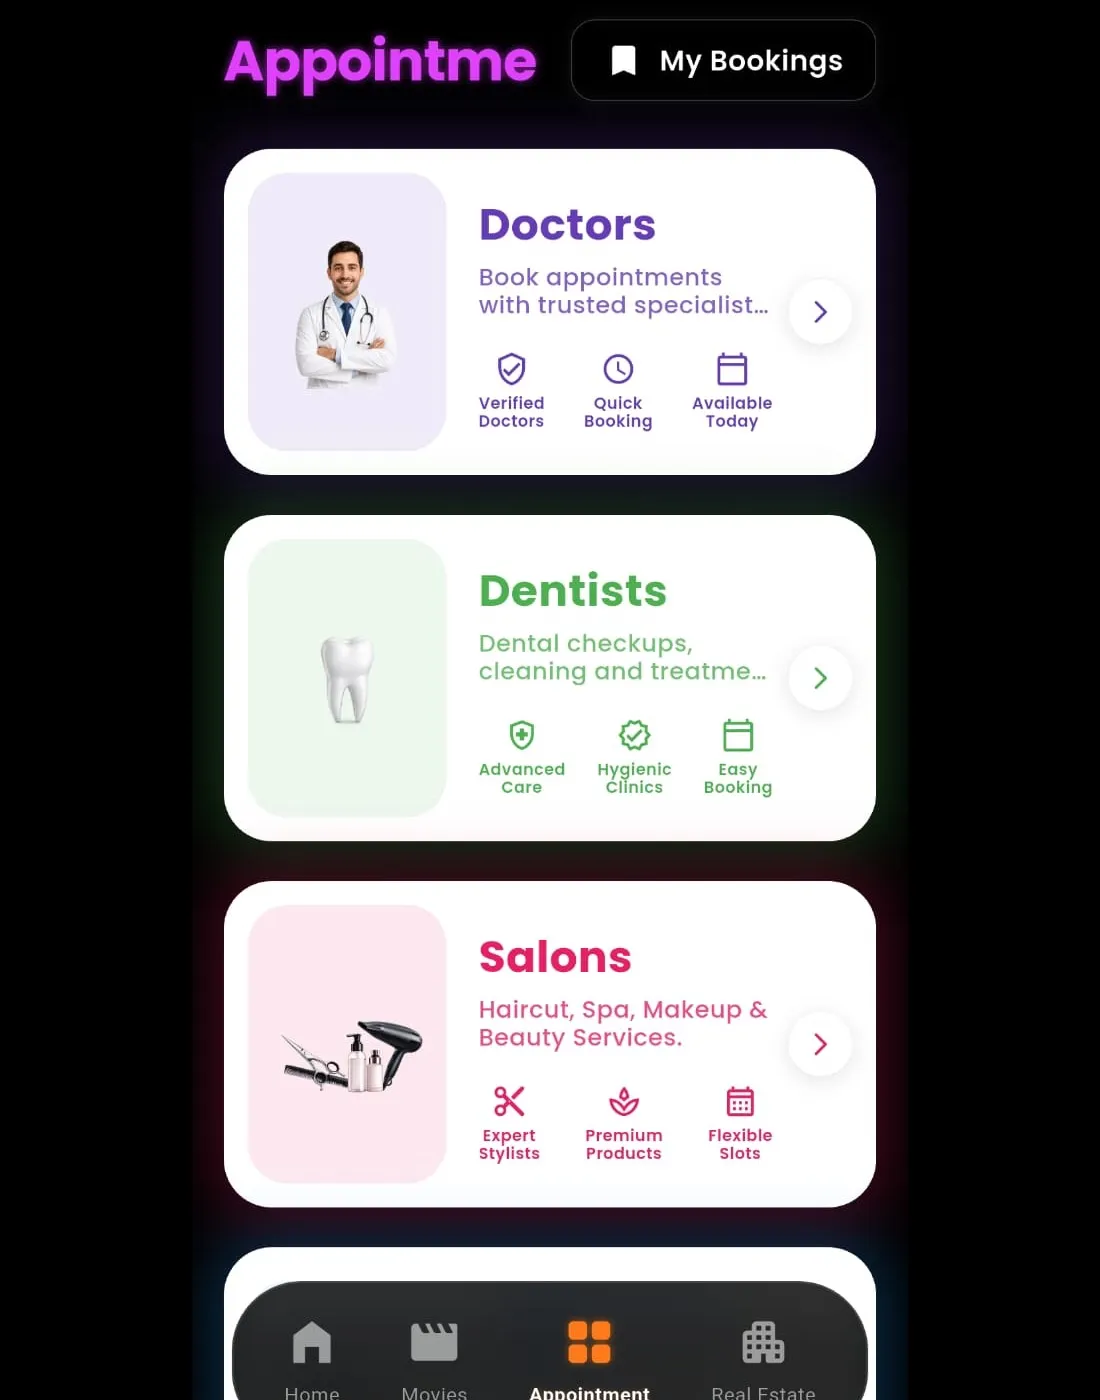 Appointme
My Bookings
Doctors
Book appointments
with trusted specialist...
Verified
Doctors
Quick
Booking
Available
Today
Dentists
Dental checkups,
cleaning and treatme...
Advanced
Care
Hygienic
Clinics
Easy
Booking
Salons
Haircut, Spa, Makeup &
Beauty Services.
Expert
Stylists
Premium
Products
Flexible
Slots
Home
Movies
Appointment
Real Estate